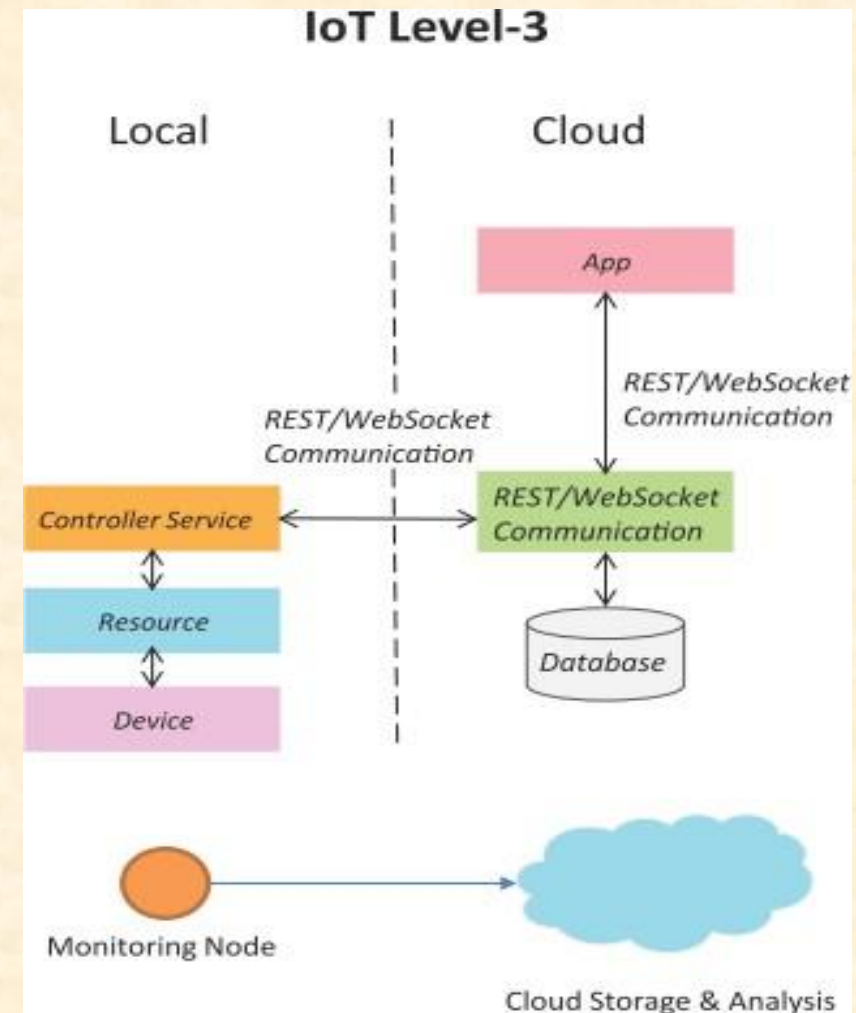 IoT Level-3
Local
Cloud
App
REST/WebSocket
Communication
REST/WebSocket
Communication
Controller Service
REST/WebSocket
Communication
Resource
Database
Device
Monitoring Node
Cloud Storage & Analysis